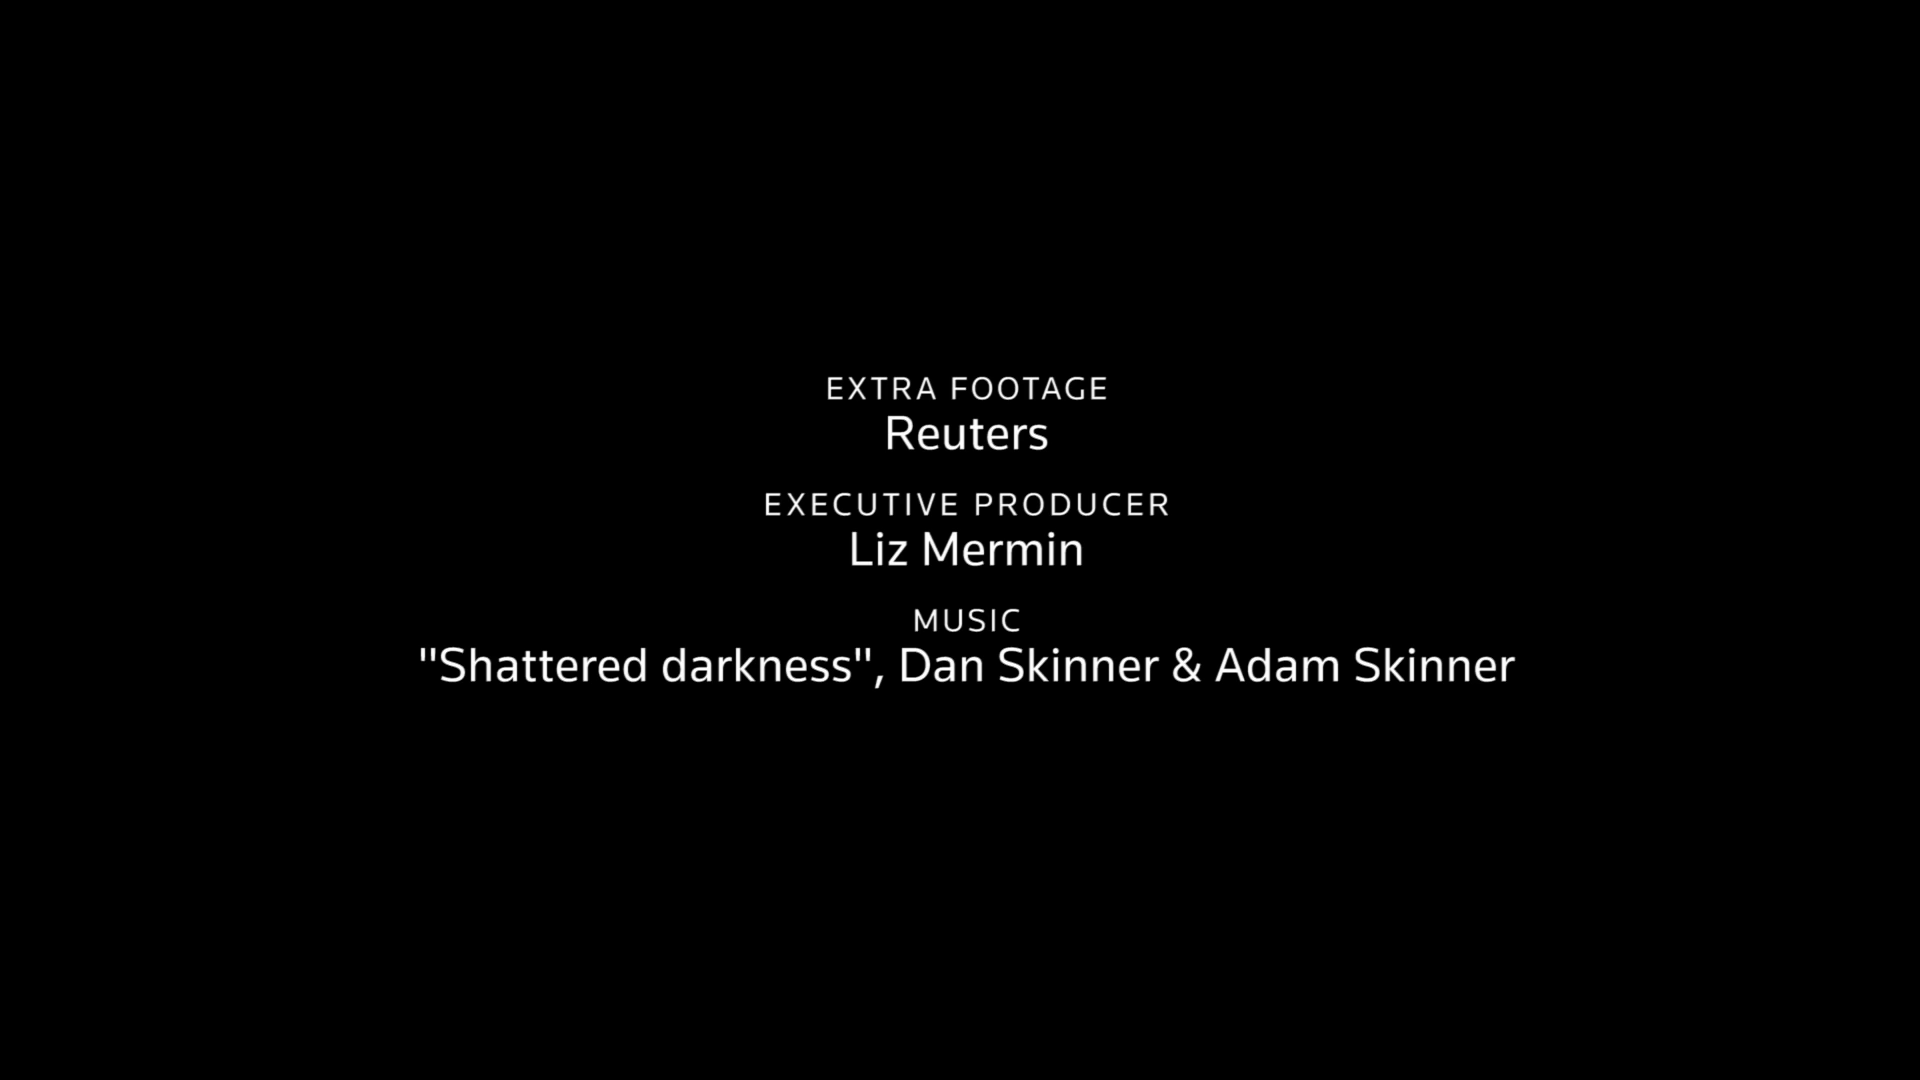 EXTRA FOOTAGE
Reuters
EXECUTIVE PRODUCER
Liz Mermin
MUSIC
"Shattered darkness", Dan Skinner & Adam Skinner